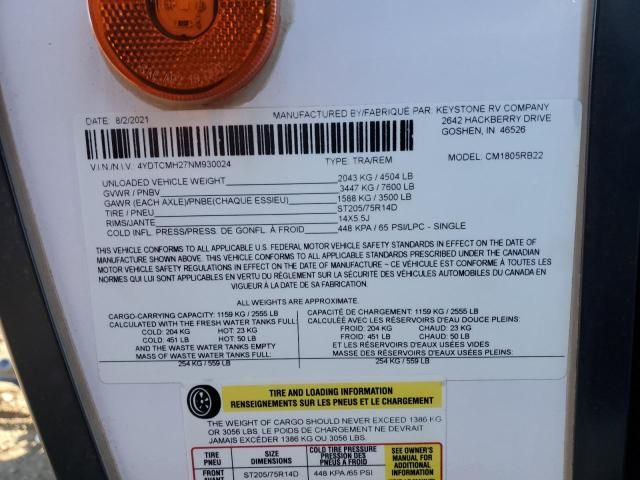 MANUFACTURED BY/FABRIQUÉ PAR: KEYSTONE RV COMPANY
DATE: 8/2/2021
2642 HACKBERRY DRIVE
GOSHEN, IN 46526
V.I.N./N.I.V.: 4YDTCMH27NM930024
TYPE: TRA/REM
CM1805RB22
UNLOADED VEHICLE WEIGHT: 2043 KG / 4504 LB
GVWR / PNBV 3447 KG / 7600 LB
GAWR (EACH AXLE)/PNBE(CHAQUE ESSIEU) 1588 KG / 3500 LB
TIRE / PNEU ST205/75R14D
RIMS/JANTE 14X5.5J
COLD INFL. PRESS/PRESS. DE GONFL. À FROID 448 KPA / 65 PSI/LPC - SINGLE
THIS VEHICLE CONFORMS TO ALL APPLICABLE U.S. FEDERAL MOTOR VEHICLE SAFETY STANDARDS IN EFFECT ON THE DATE OF
MANUFACTURE SHOWN ABOVE. THIS VEHICLE CONFORMS TO ALL APPLICABLE STANDARDS PRESCRIBED UNDER THE CANADIAN
MOTOR VEHICLE SAFETY REGULATIONS IN EFFECT ON THE DATE OF MANUFACTURE / CE VÉHICULE EST CONFORME À TOUTES LES
NORMES QUI LUI SONT APPLICABLES EN VERTU DU RÉGLEMENT SUR LA SÉCURITÉ DES VÉHICULES AUTOMOBILES DU CANADA EN
VIGUEUR À LA DATE DE SA FABRICATION.
ALL WEIGHTS ARE APPROXIMATE.
CARGO-CARRYING CAPACITY: 1159 KG / 2555 LB
CALCULATED WITH THE FRESH WATER TANKS FULL:
COLD: 204 KG HOT: 23 KG
COLD: 451 LB HOT: 50 LB
AND THE WASTE WATER TANKS EMPTY
MASS OF WASTE WATER TANKS FULL:
254 KG / 559 LB
CAPACITÉ DE CHARGEMENT: 1159 KG / 2555 LB
CALCULÉE AVEC LES RÉSERVOIRS D'EAU DOUCE PLEINS:
FROID: 204 KG CHAUD: 23 KG
FROID: 451 LB CHAUD: 50 LB
ET LES RÉSERVOIRS D'EAUX USÉES VIDES
MASSE DES RÉSERVOIRS D'EAUX USÉES PLEINS:
254 KG / 559 LB
TIRE AND LOADING INFORMATION
RENSEIGNEMENTS SUR LES PNEUS ET LE CHARGEMENT
THE WEIGHT OF CARGO SHOULD NEVER EXCEED 1386 KG
OR 3056 LBS. LE POIDS DE CHARGEMENT NE DEVRAIT
JAMAIS EXCÉDER 1386 KG OU 3056 LBS.
TIRE
PNEU
SIZE
DIMENSIONS
COLD TIRE PRESSURE
PRESSION DES
PNEUS À FROID
SEE OWNER'S
MANUAL FOR
ADDITIONAL
INFORMATION
FRONT
AVANT
ST205/75R14D
448 KPA /65 PSI